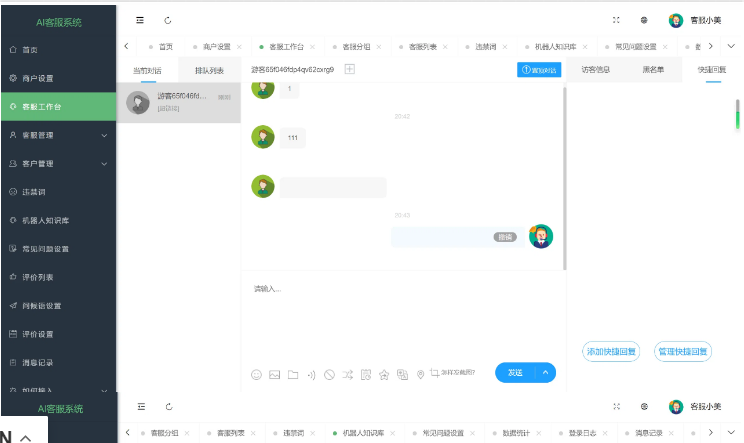 AI客服系统
客服小美
首页
商户设置
客服工作台
客服管理
客户管理
违禁词
机器人知识库
常见问题设置
评价列表
问候语设置
评价设置
消息记录
如何接入
首页
商户设置
客服工作台
客服分组
客服列表
违禁词
机器人知识库
常见问题设置
当前对话
排队列表
游客65f046fdp4qv62cxrg9
访客信息
黑名单
快捷回复
游客65f046fd...
1
20:42
111
20:43
撤销
请输入...
怎样发截图?
发送
添加快捷回复
管理快捷回复
AI客服系统
客服小美
客服分组
客服列表
违禁词
机器人知识库
常见问题设置
数据统计
登录日志
消息记录
N